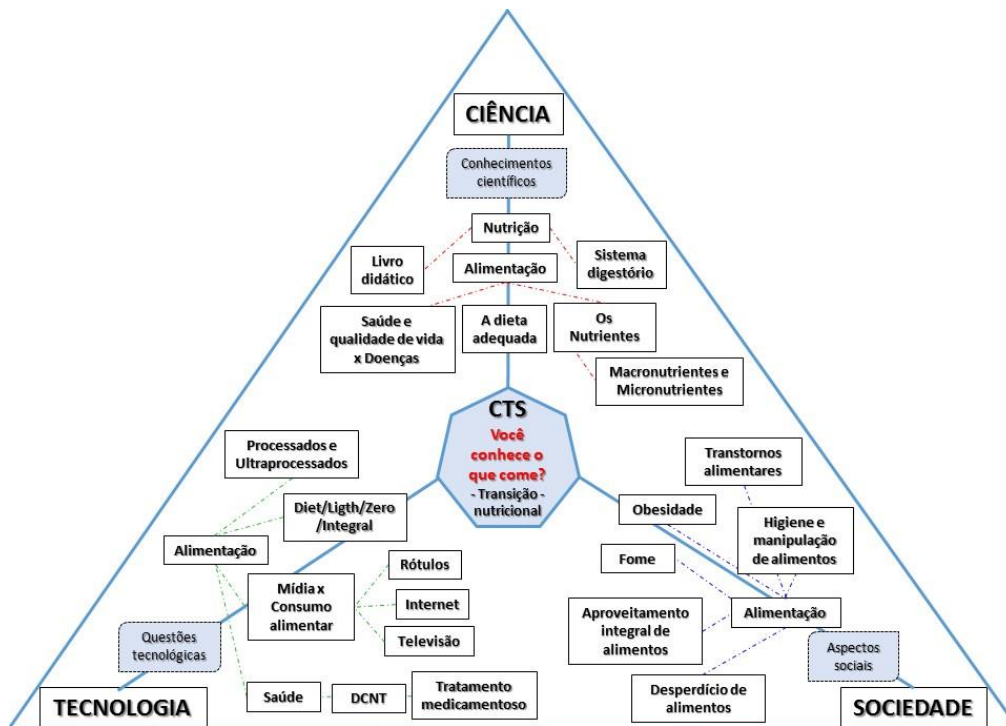 CIÊNCIA
Conhecimentos
científicos
Nutrição
Livro
didático
Sistema
digestório
Alimentação
Saúde e
qualidade de vida
x Doenças
A dieta
adequada
Os
Nutrientes
Macronutrientes e
Micronutrientes
CTS
Você
conhece o
que come?
- Transição -
nutricional
Processados e
Ultraprocessados
Diet/Ligth/Zero
/Integral
Alimentação
Mídia x
Consumo
alimentar
Rótulos
Internet
Televisão
Questões
tecnológicas
Saúde
DCNT
Tratamento
medicamentoso
TECNOLOGIA
Transtornos
alimentares
Obesidade
Higiene e
manipulação
de alimentos
Fome
Alimentação
Aproveitamento
integral de
alimentos
Aspectos
sociais
Desperdício de
alimentos
SOCIEDADE